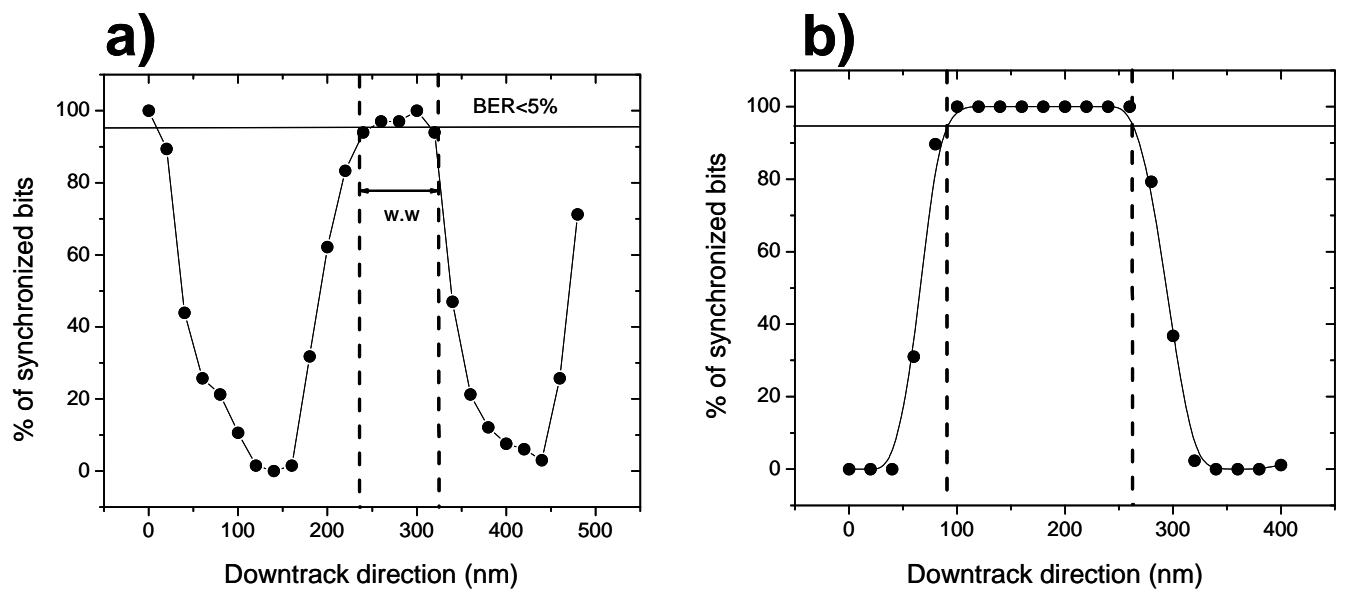 a)
BER<5%
w.w
100
80
60
40
20
0
% of synchronized bits
0 100 200 300 400 500
Downtrack direction (nm)
b)
100
80
60
40
20
0
% of synchronized bits
0 100 200 300 400
Downtrack direction (nm)